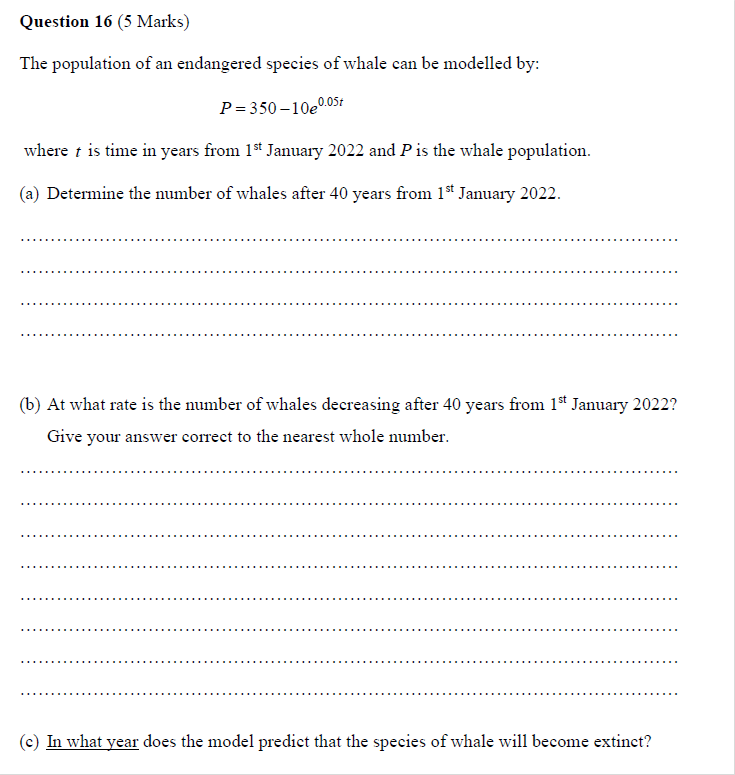 Question 16 (5 Marks)
The population of an endangered species of whale can be modelled by:
P = 350 – 10e^{0.05t}
where t is time in years from 1st January 2022 and P is the whale population.
(a) Determine the number of whales after 40 years from 1st January 2022.
(b) At what rate is the number of whales decreasing after 40 years from 1st January 2022?
Give your answer correct to the nearest whole number.
(c) In what year does the model predict that the species of whale will become extinct?